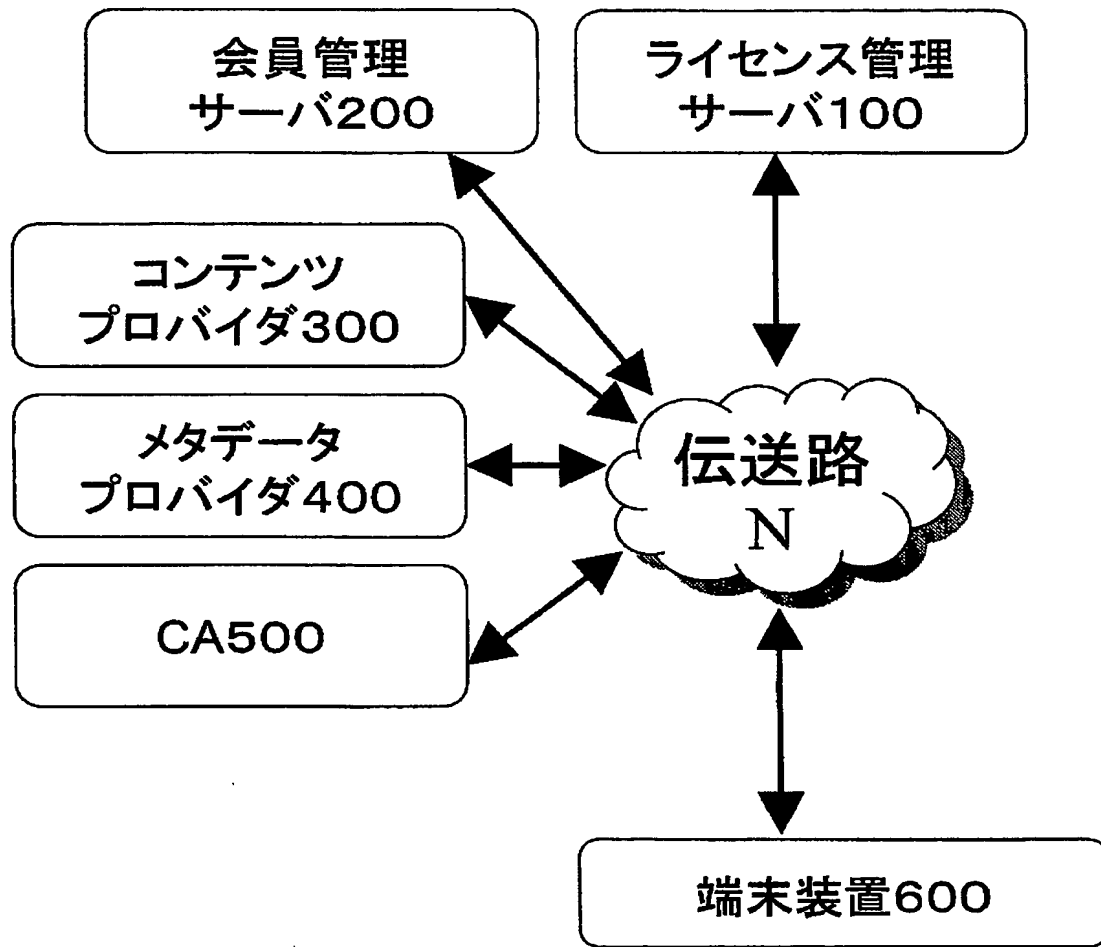 会員管理
サーバ200
ライセンス管理
サーバ100
コンテンツ
プロバイダ300
メタデータ
プロバイダ400
伝送路
N
CA500
端末装置600